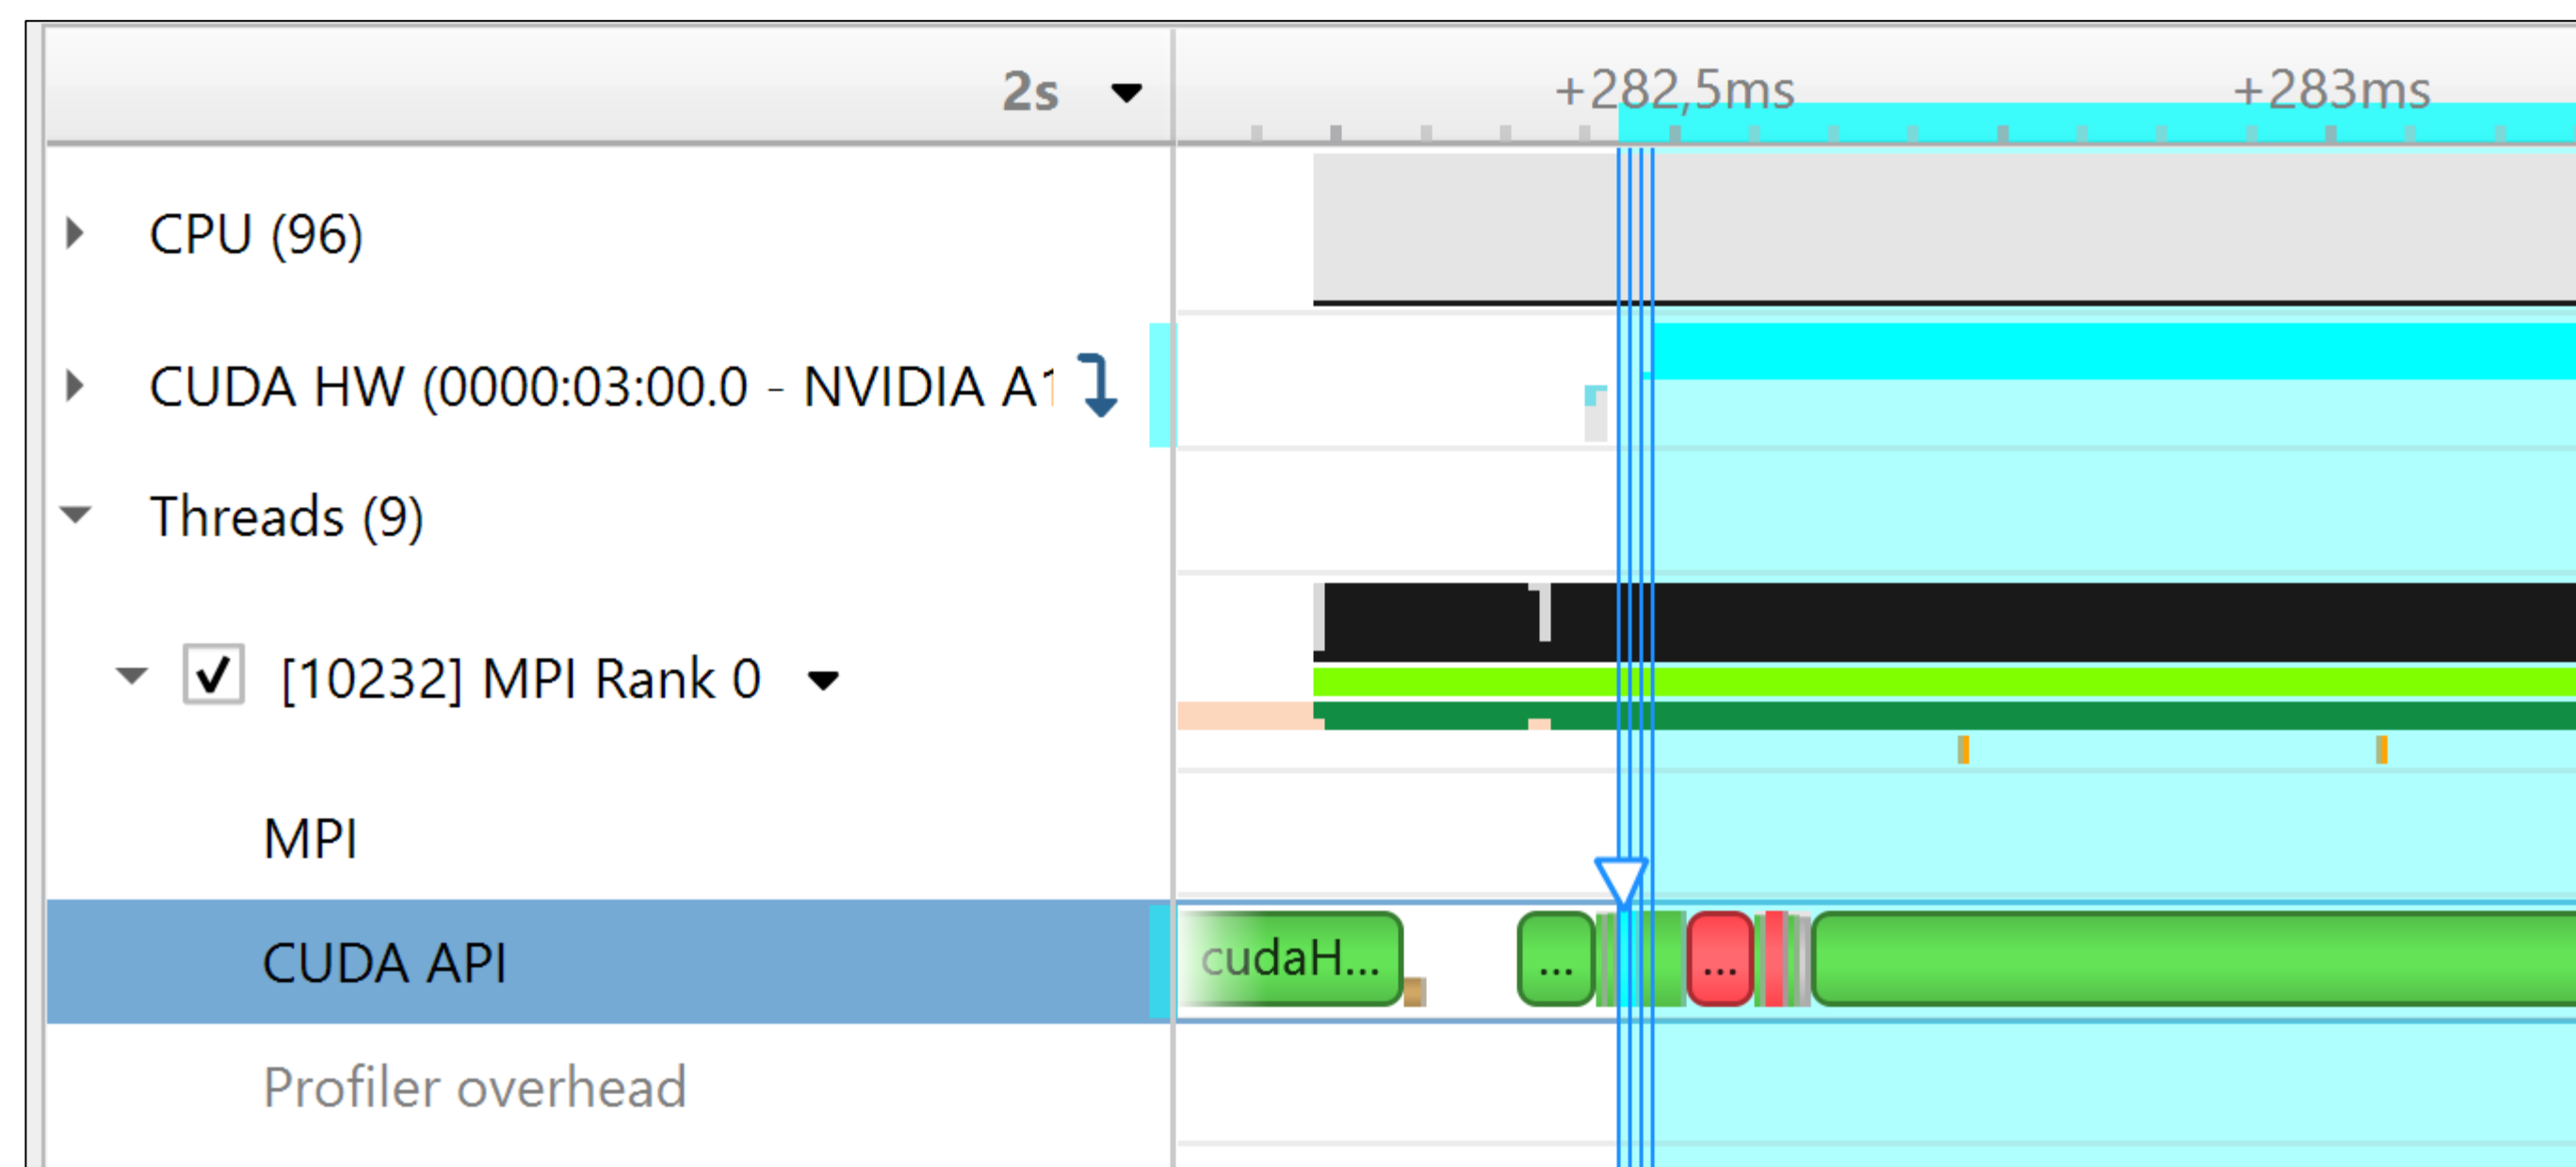 2s +282,5ms +283ms
CPU (96)
CUDA HW (0000:03:00.0 - NVIDIA A1
Threads (9)
[10232] MPI Rank 0
MPI
CUDA API cudaH... ... ...
Profiler overhead